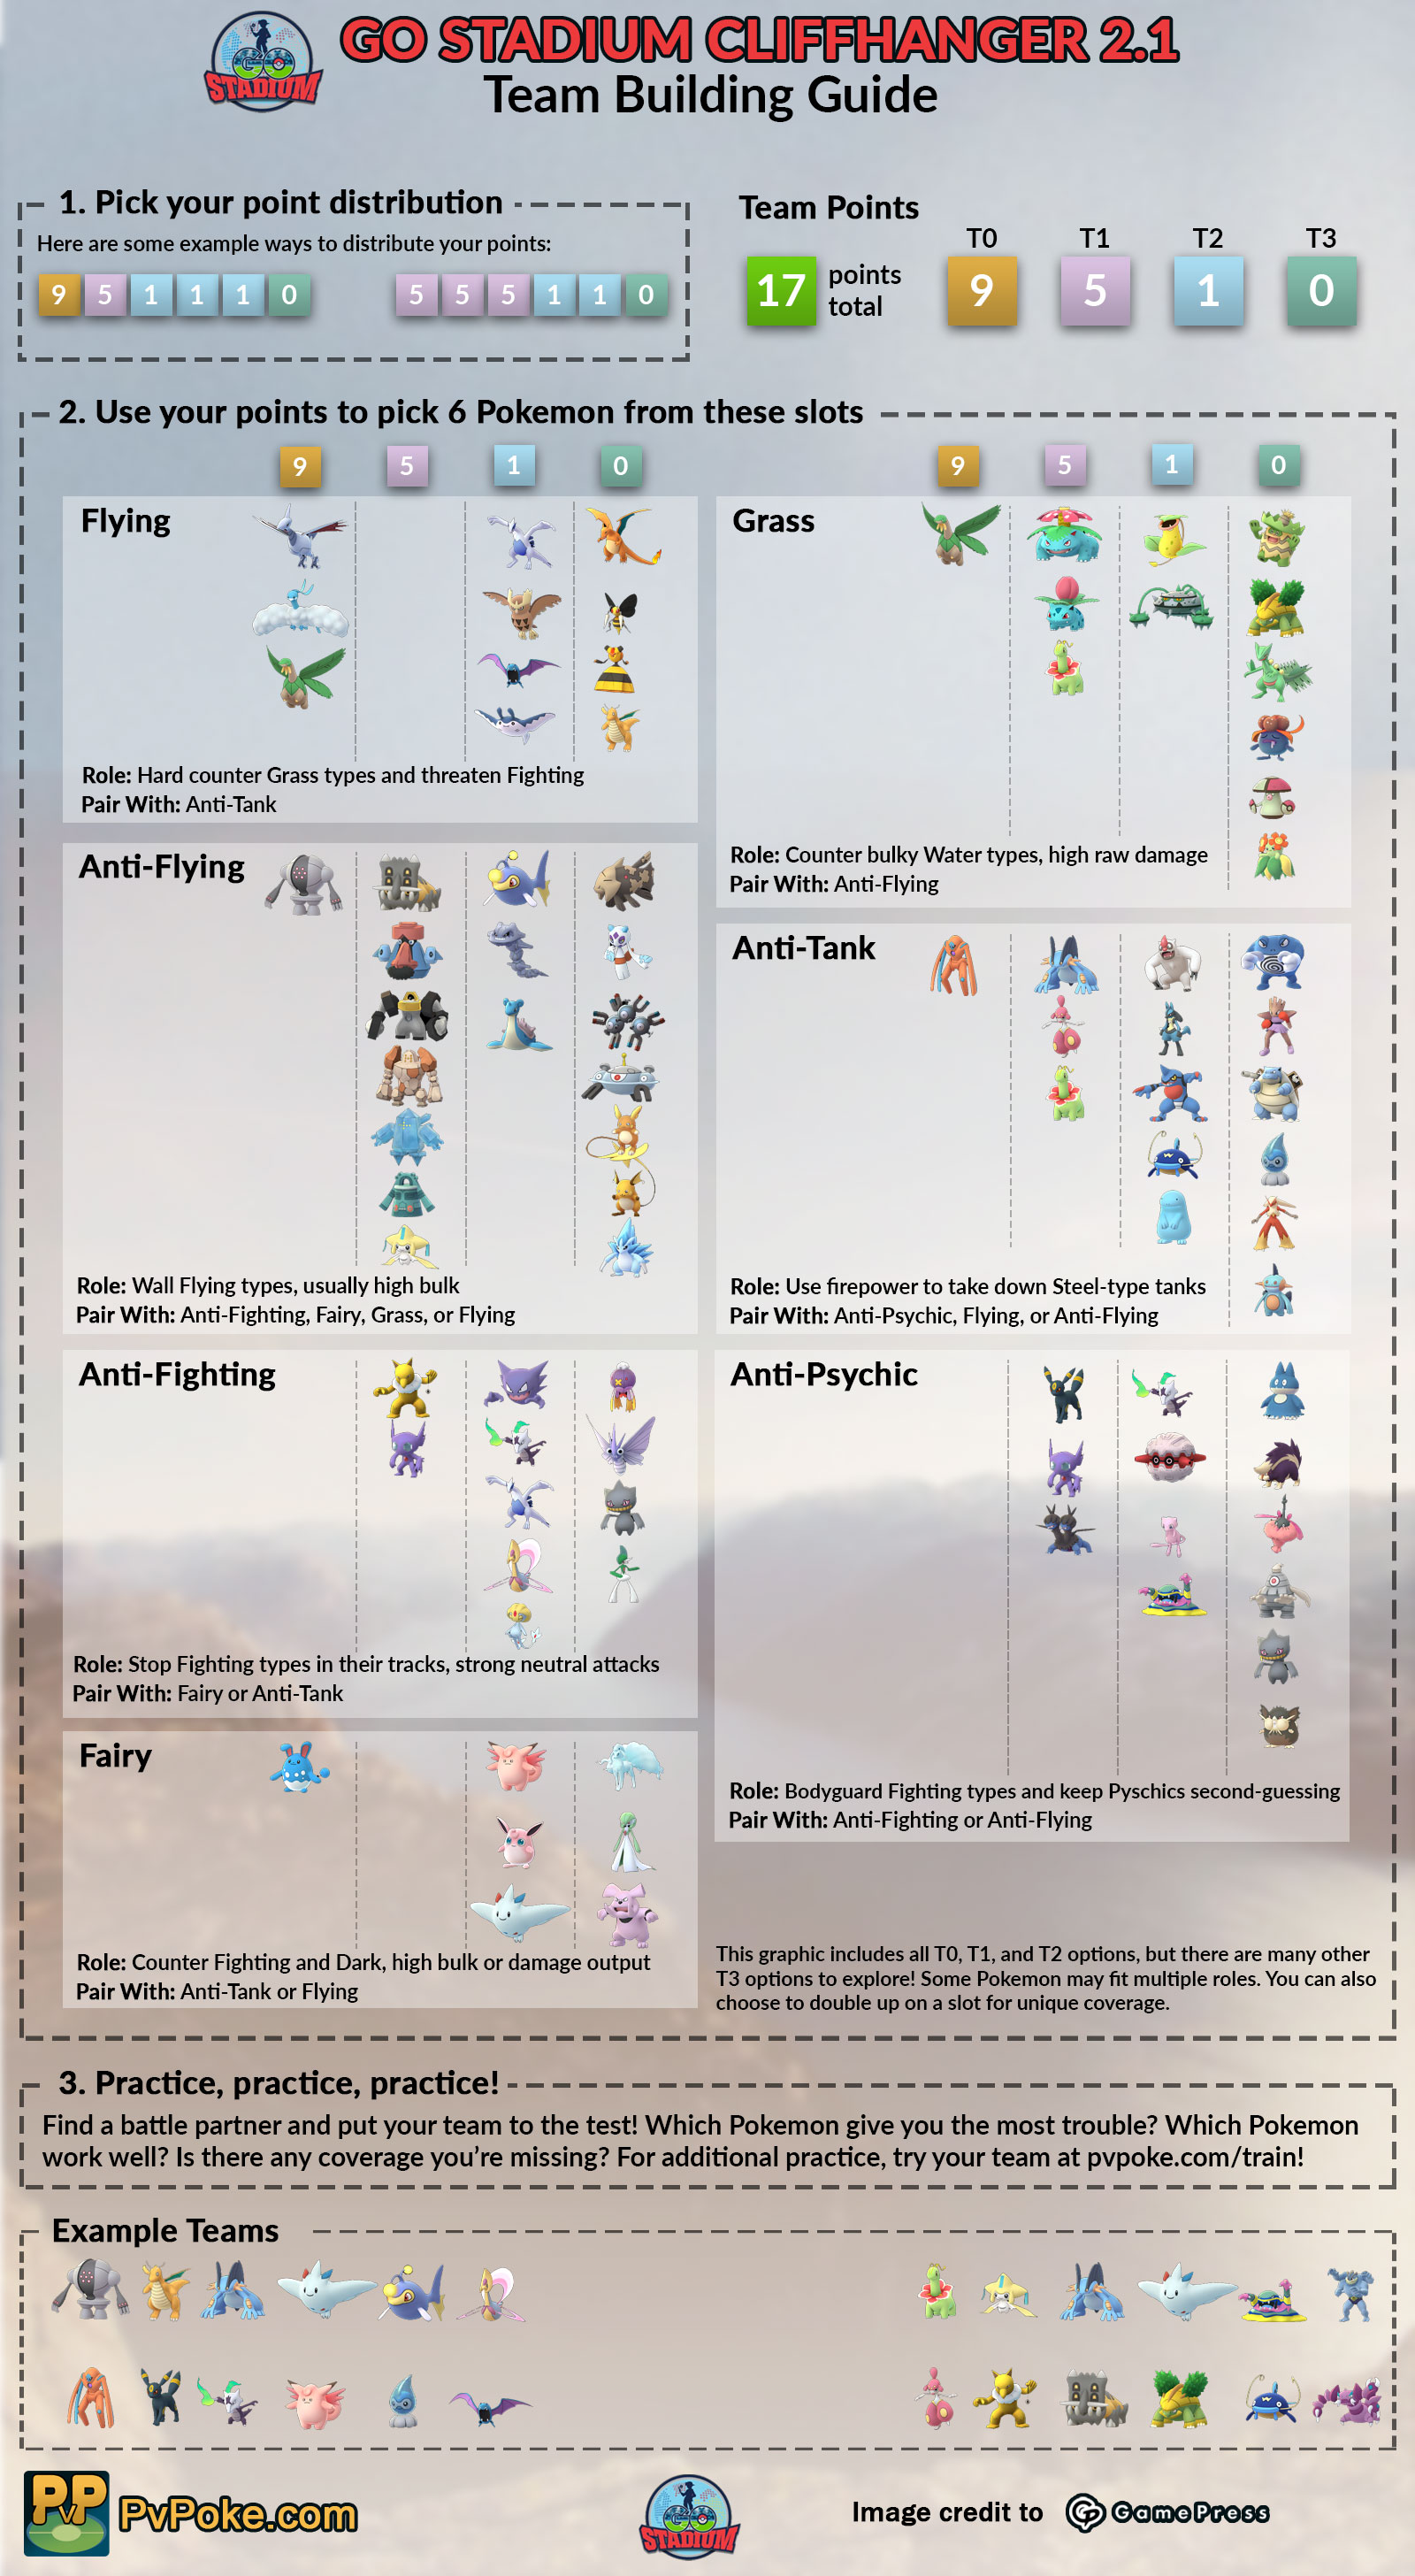 GO STADIUM
GO STADIUM CLIFFHANGER 2.1
Team Building Guide
1. Pick your point distribution
Here are some example ways to distribute your points:
9 5 1 1 1 0
5 5 5 1 1 0
Team Points
17 points total
T0 T1 T2 T3
9 5 1 0
2. Use your points to pick 6 Pokemon from these slots
9 5 1 0
9 5 1 0
Flying
Role: Hard counter Grass types and threaten Fighting
Pair With: Anti-Tank
Grass
Role: Counter bulky Water types, high raw damage
Pair With: Anti-Flying
Anti-Flying
Role: Wall Flying types, usually high bulk
Pair With: Anti-Fighting, Fairy, Grass, or Flying
Anti-Tank
Role: Use firepower to take down Steel-type tanks
Pair With: Anti-Psychic, Flying, or Anti-Flying
Anti-Fighting
Role: Stop Fighting types in their tracks, strong neutral attacks
Pair With: Fairy or Anti-Tank
Anti-Psychic
Role: Bodyguard Fighting types and keep Pyschics second-guessing
Pair With: Anti-Fighting or Anti-Flying
Fairy
Role: Counter Fighting and Dark, high bulk or damage output
Pair With: Anti-Tank or Flying
This graphic includes all T0, T1, and T2 options, but there are many other
T3 options to explore! Some Pokemon may fit multiple roles. You can also
choose to double up on a slot for unique coverage.
3. Practice, practice, practice!
Find a battle partner and put your team to the test! Which Pokemon give you the most trouble? Which Pokemon
work well? Is there any coverage you’re missing? For additional practice, try your team at pvpoke.com/train!
Example Teams
PvP
PvPoke.com
GO STADIUM
Image credit to GamePress